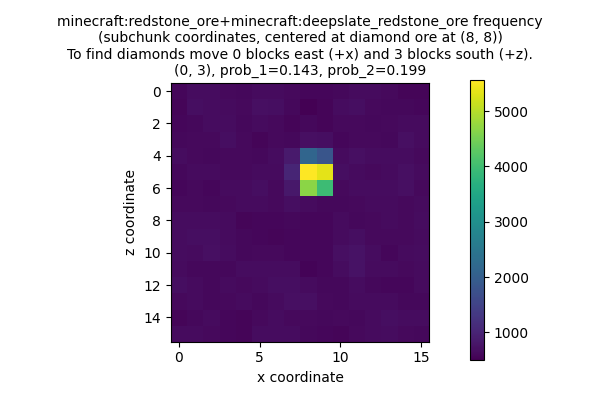 minecraft:redstone_ore+minecraft:deepslate_redstone_ore frequency
(subchunk coordinates, centered at diamond ore at (8, 8))
To find diamonds move 0 blocks east (+x) and 3 blocks south (+z).
(0, 3), prob_1=0.143, prob_2=0.199
0
2
4
6
8
10
12
14
z coordinate
0
5
10
15
x coordinate
5000
4000
3000
2000
1000